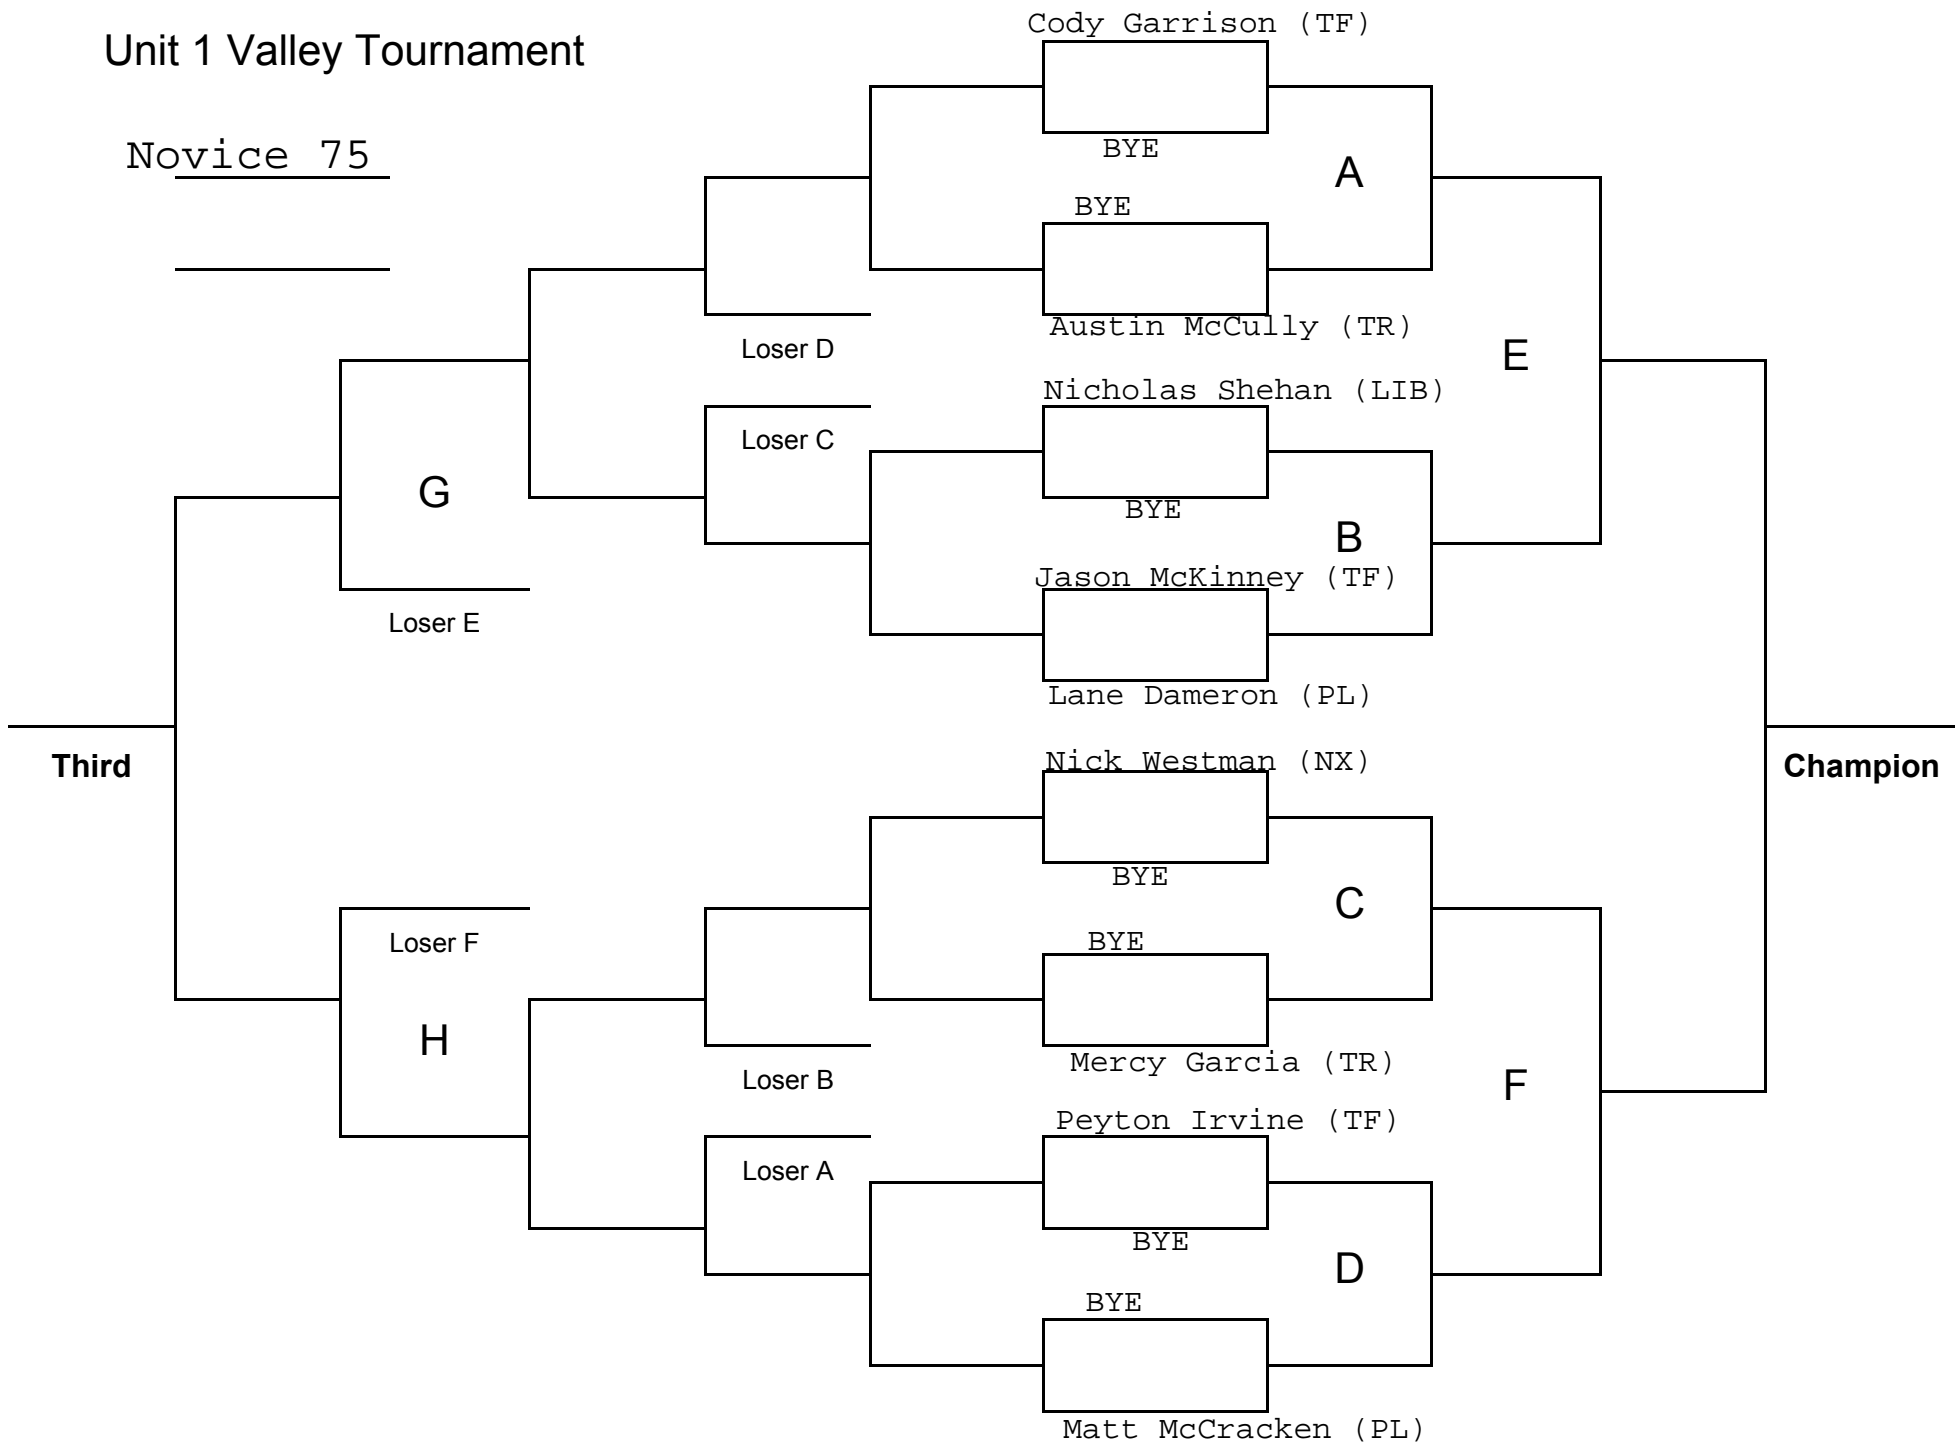 Unit 1 Valley Tournament
Novice 75
Cody Garrison (TF)
BYE
A
BYE
Austin McCully (TR)
Loser D
E
Nicholas Shehan (LIB)
Loser C
G
BYE
B
Jason McKinney (TF)
Loser E
Lane Dameron (PL)
Third
Nick Westman (NX)
Champion
BYE
C
Loser F
BYE
H
Mercy Garcia (TR)
Loser B
F
Peyton Irvine (TF)
Loser A
BYE
D
BYE
Matt McCracken (PL)